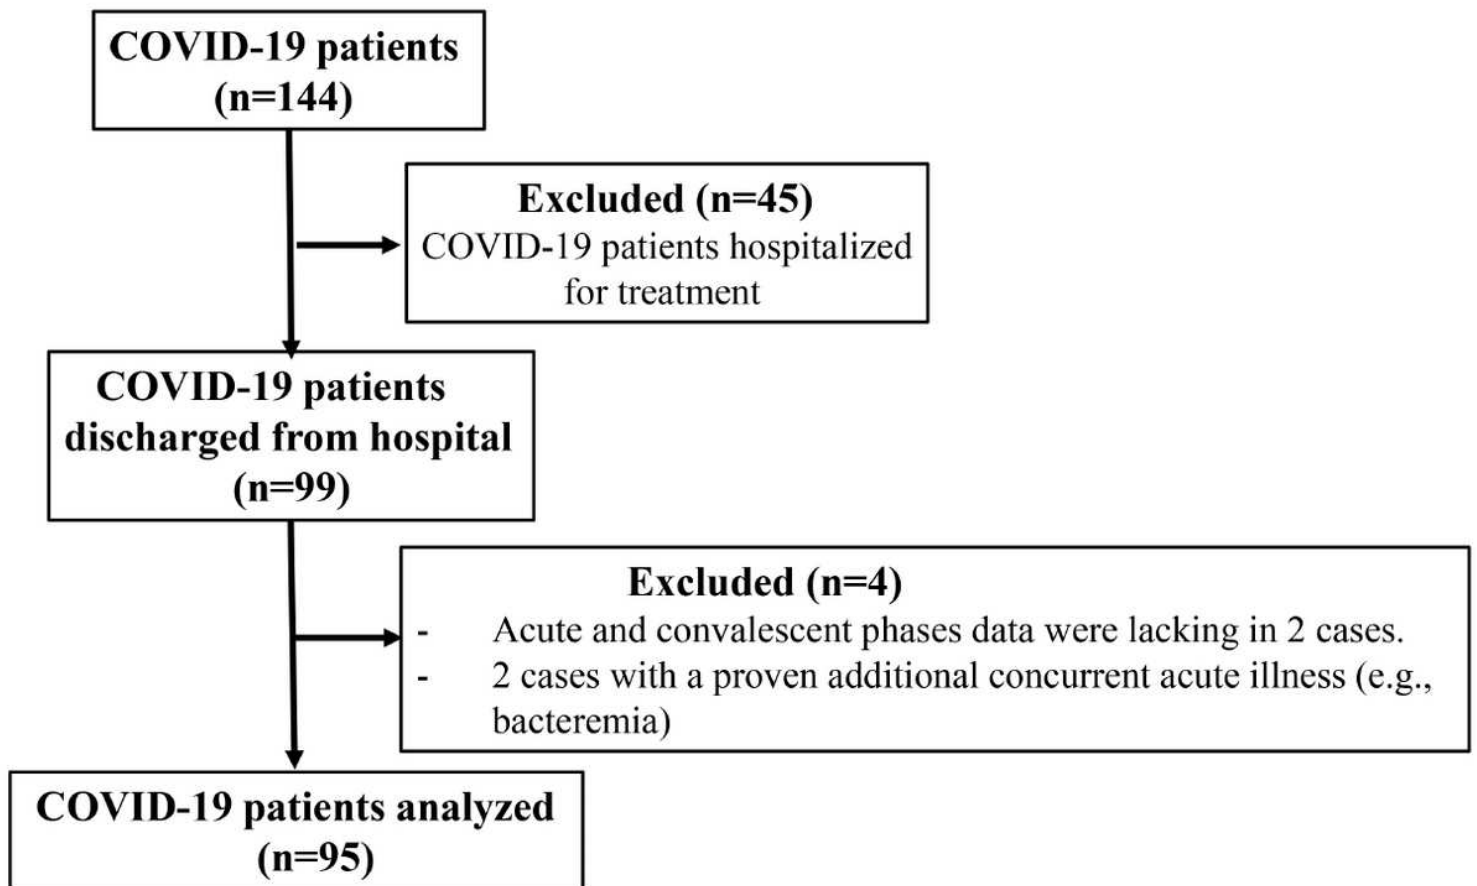 COVID-19 patients
(n=144)
Excluded (n=45)
COVID-19 patients hospitalized
for treatment
COVID-19 patients
discharged from hospital
(n=99)
Excluded (n=4)
- Acute and convalescent phases data were lacking in 2 cases.
- 2 cases with a proven additional concurrent acute illness (e.g.,
bacteremia)
COVID-19 patients analyzed
(n=95)